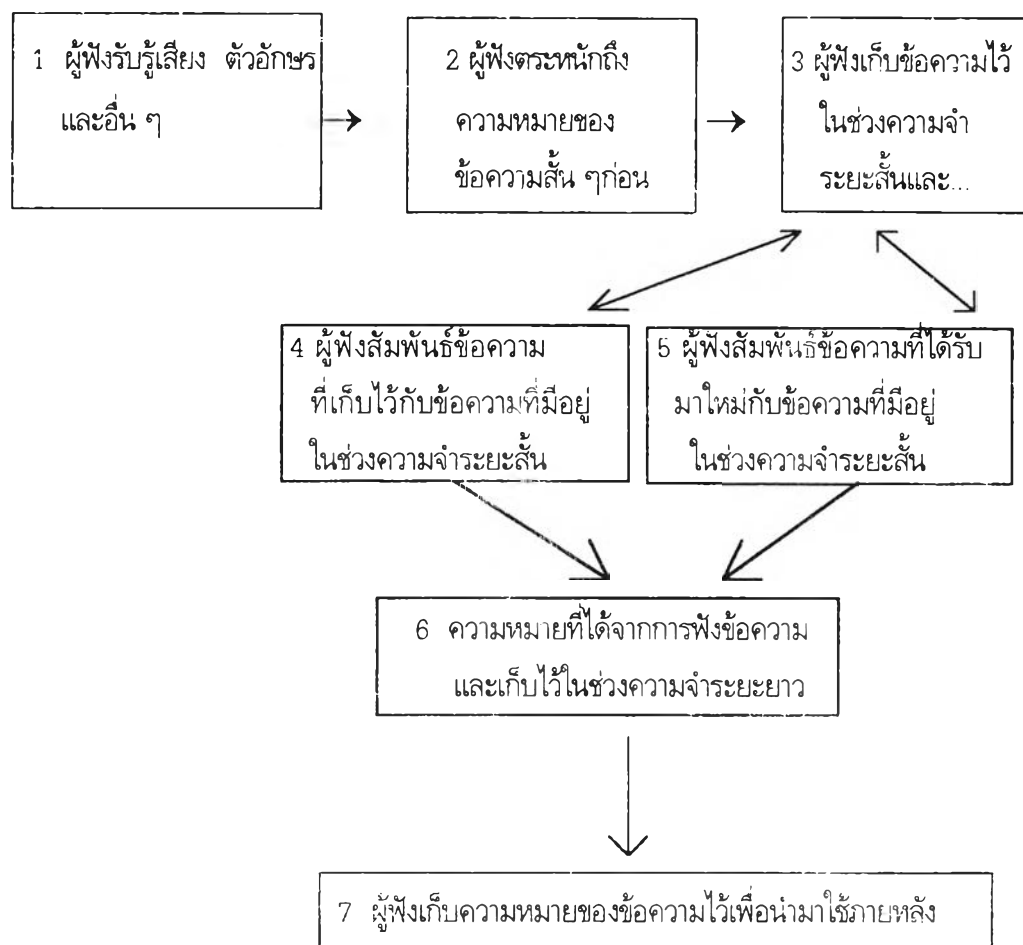 1 ผู้ฟังรับรู้เสียง ตัวอักษร
และอื่น ๆ
2 ผู้ฟังตระหนักถึง
ความหมายของ
ข้อความสั้น ๆก่อน
3 ผู้ฟังเก็บข้อความไว้
ในช่วงความจำ
ระยะสั้นและ...
4 ผู้ฟังสัมพันธ์ข้อความ
ที่เก็บไว้กับข้อความที่มีอยู่
ในช่วงความจำระยะสั้น
5 ผู้ฟังสัมพันธ์ข้อความที่ได้รับ
มาใหม่กับข้อความที่มีอยู่
ในช่วงความจำระยะสั้น
6 ความหมายที่ได้จากการฟังข้อความ
และเก็บไว้ในช่วงความจำระยะยาว
7 ผู้ฟังเก็บความหมายของข้อความไว้เพื่อนำมาใช้ภายหลัง